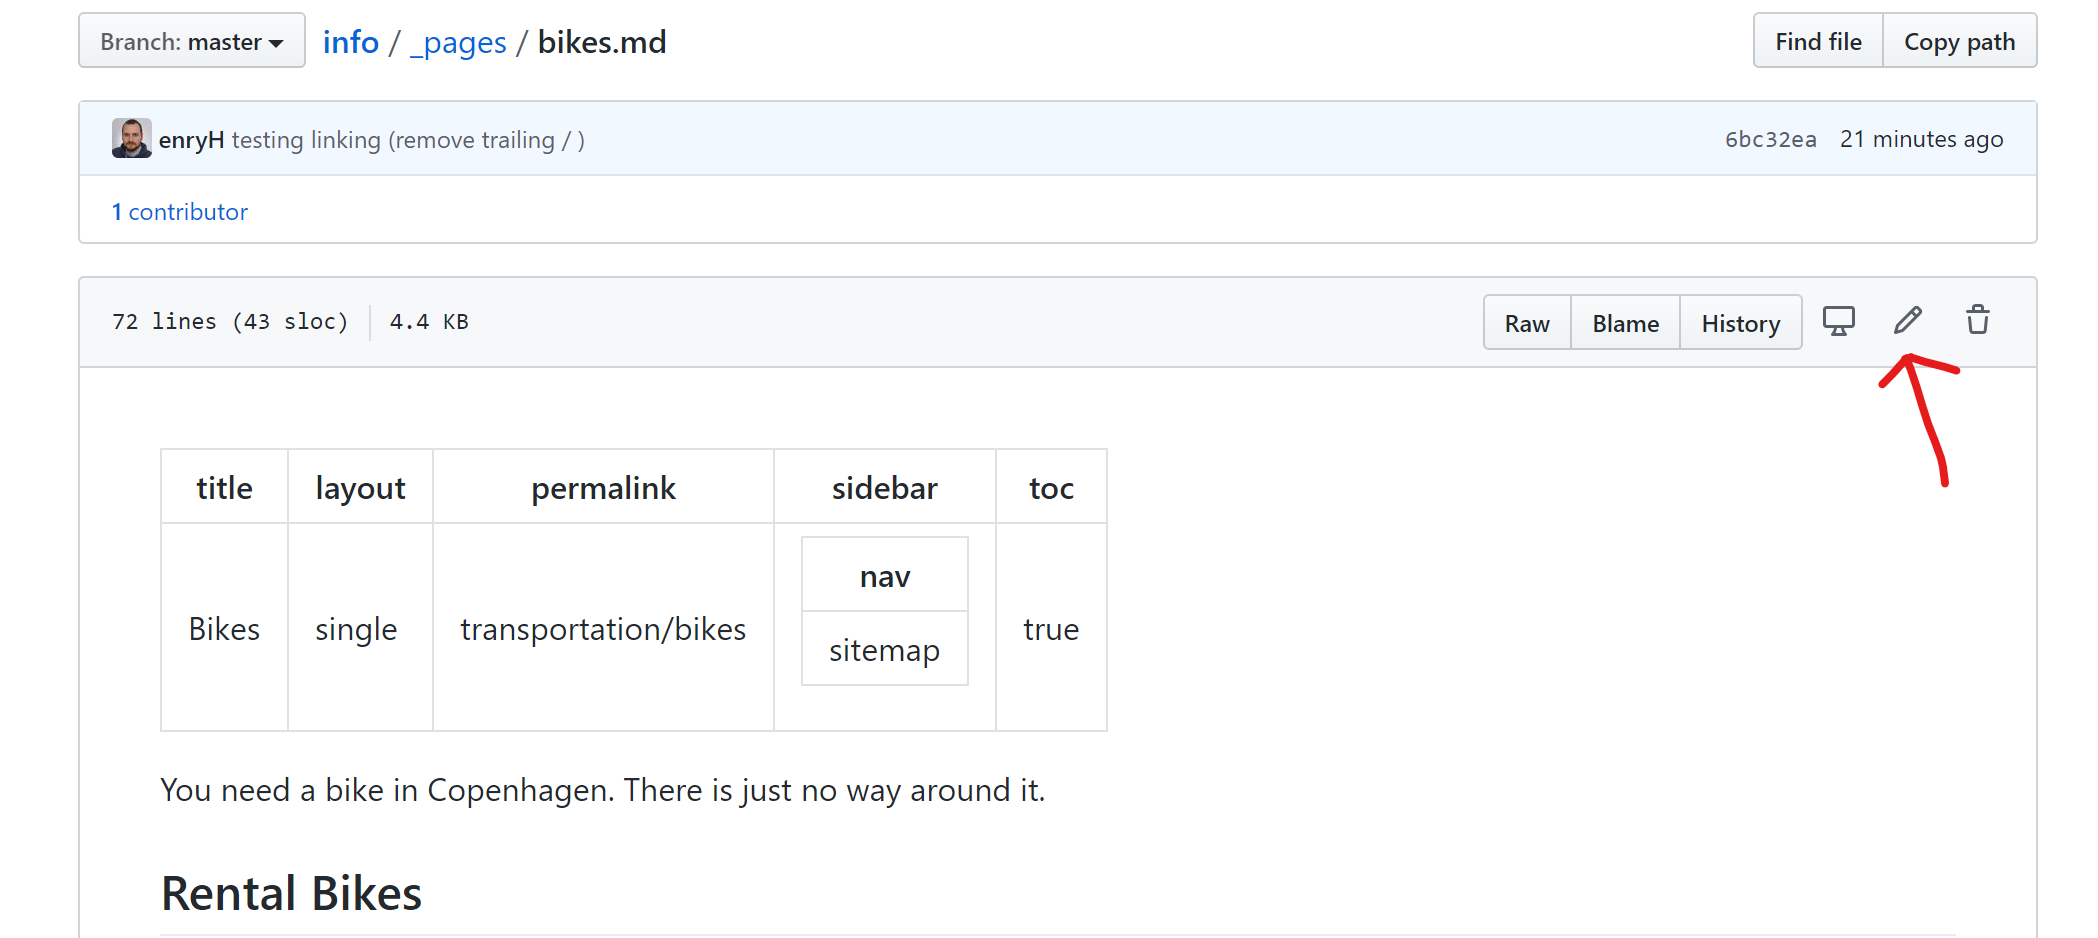 Branch: master info / _pages / bikes.md Find file Copy path
enryH testing linking (remove trailing / ) 6bc32ea 21 minutes ago
1 contributor
72 lines (43 sloc) 4.4 KB Raw Blame History
title layout permalink sidebar toc
nav
Bikes single transportation/bikes sitemap true
You need a bike in Copenhagen. There is just no way around it.
Rental Bikes